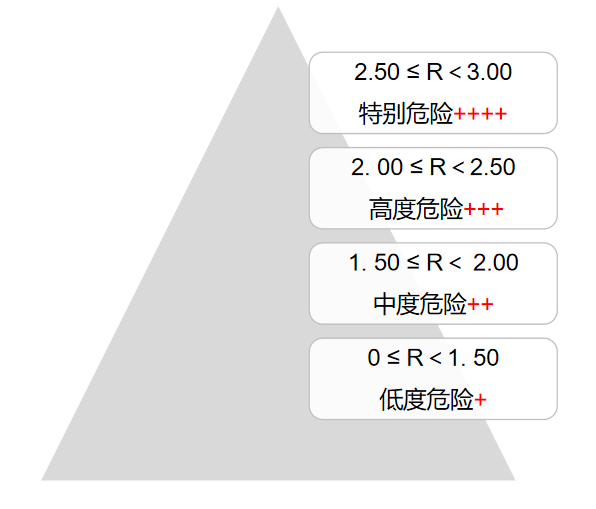 2.50 ≤ R < 3.00
特别危险++++
2. 00 ≤ R < 2.50
高度危险+++
1. 50 ≤ R < 2.00
中度危险++
0 ≤ R < 1. 50
低度危险+